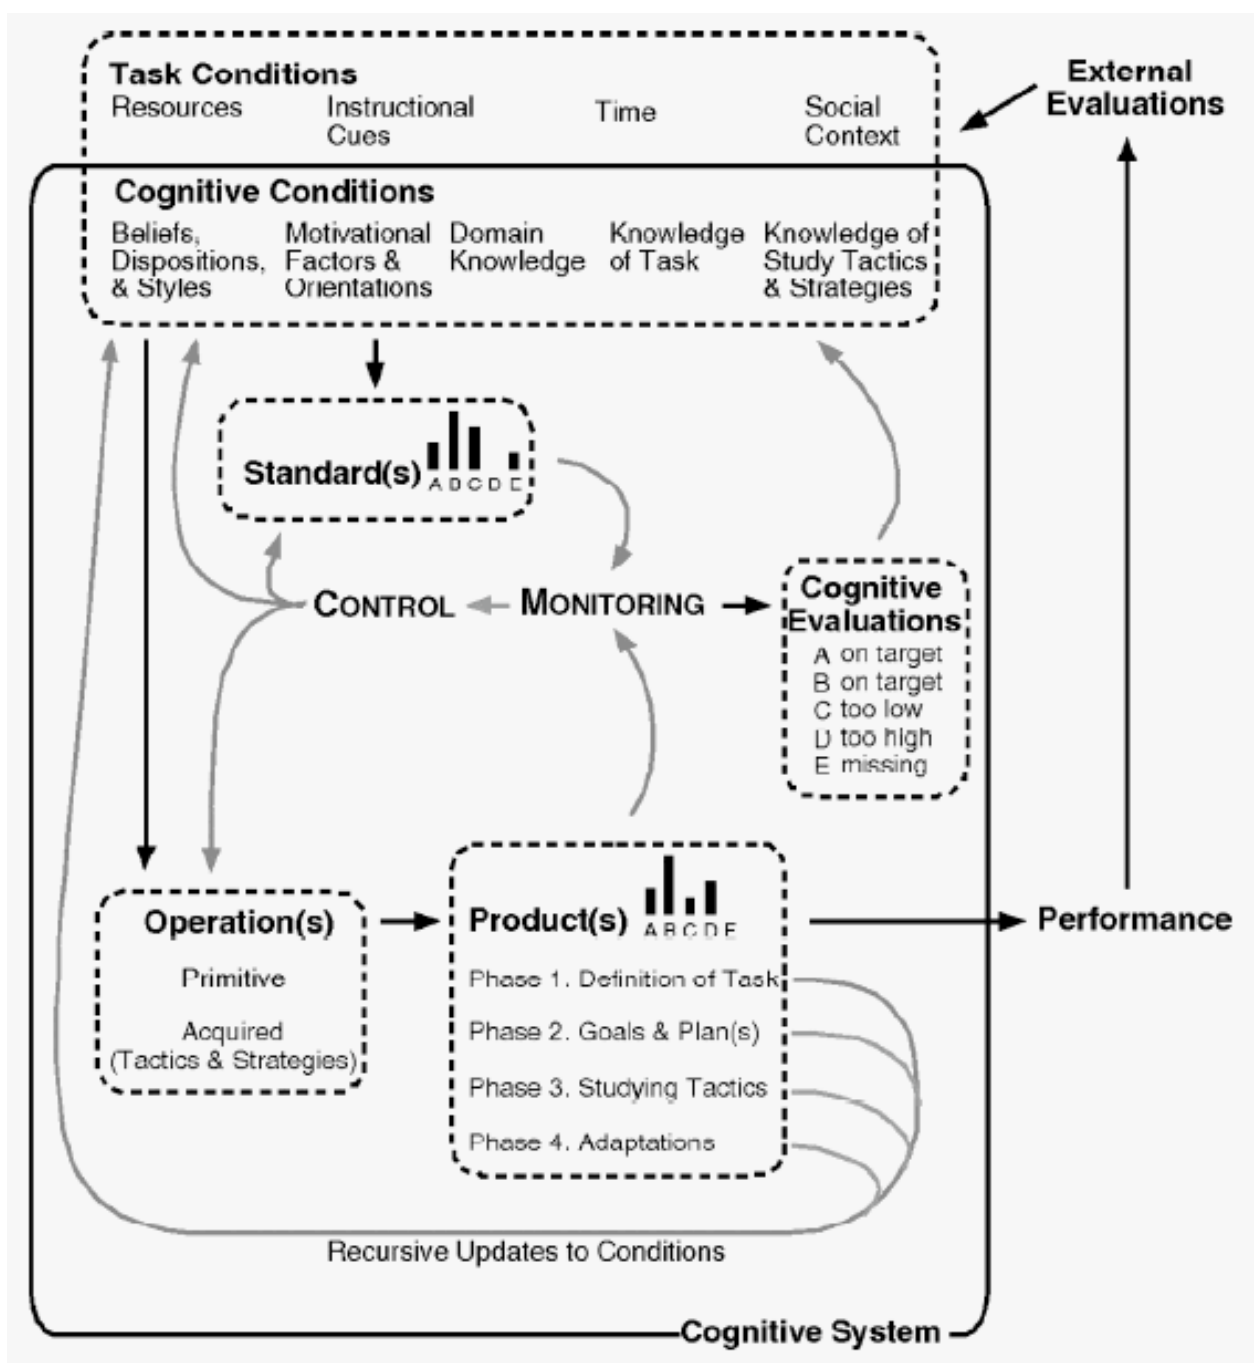 Task Conditions
Resources
Instructional
Cues
Time
Social
Context
External
Evaluations
Cognitive Conditions
Beliefs,
Dispositions,
& Styles
Motivational
Factors &
Orientations
Domain
Knowledge
Knowledge
of Task
Knowledge of
Study Tactics
& Strategies
Standard(s)
A B C D E
CONTROL
MONITORING
Cognitive
Evaluations
A on target
B on target
C too low
D too high
E missing
Operation(s)
Primitive
Acquired
(Tactics & Strategies)
Product(s)
A B C D E
Phase 1. Definition of Task
Phase 2. Goals & Plan(s)
Phase 3. Studying Tactics
Phase 4. Adaptations
Performance
Recursive Updates to Conditions
Cognitive System